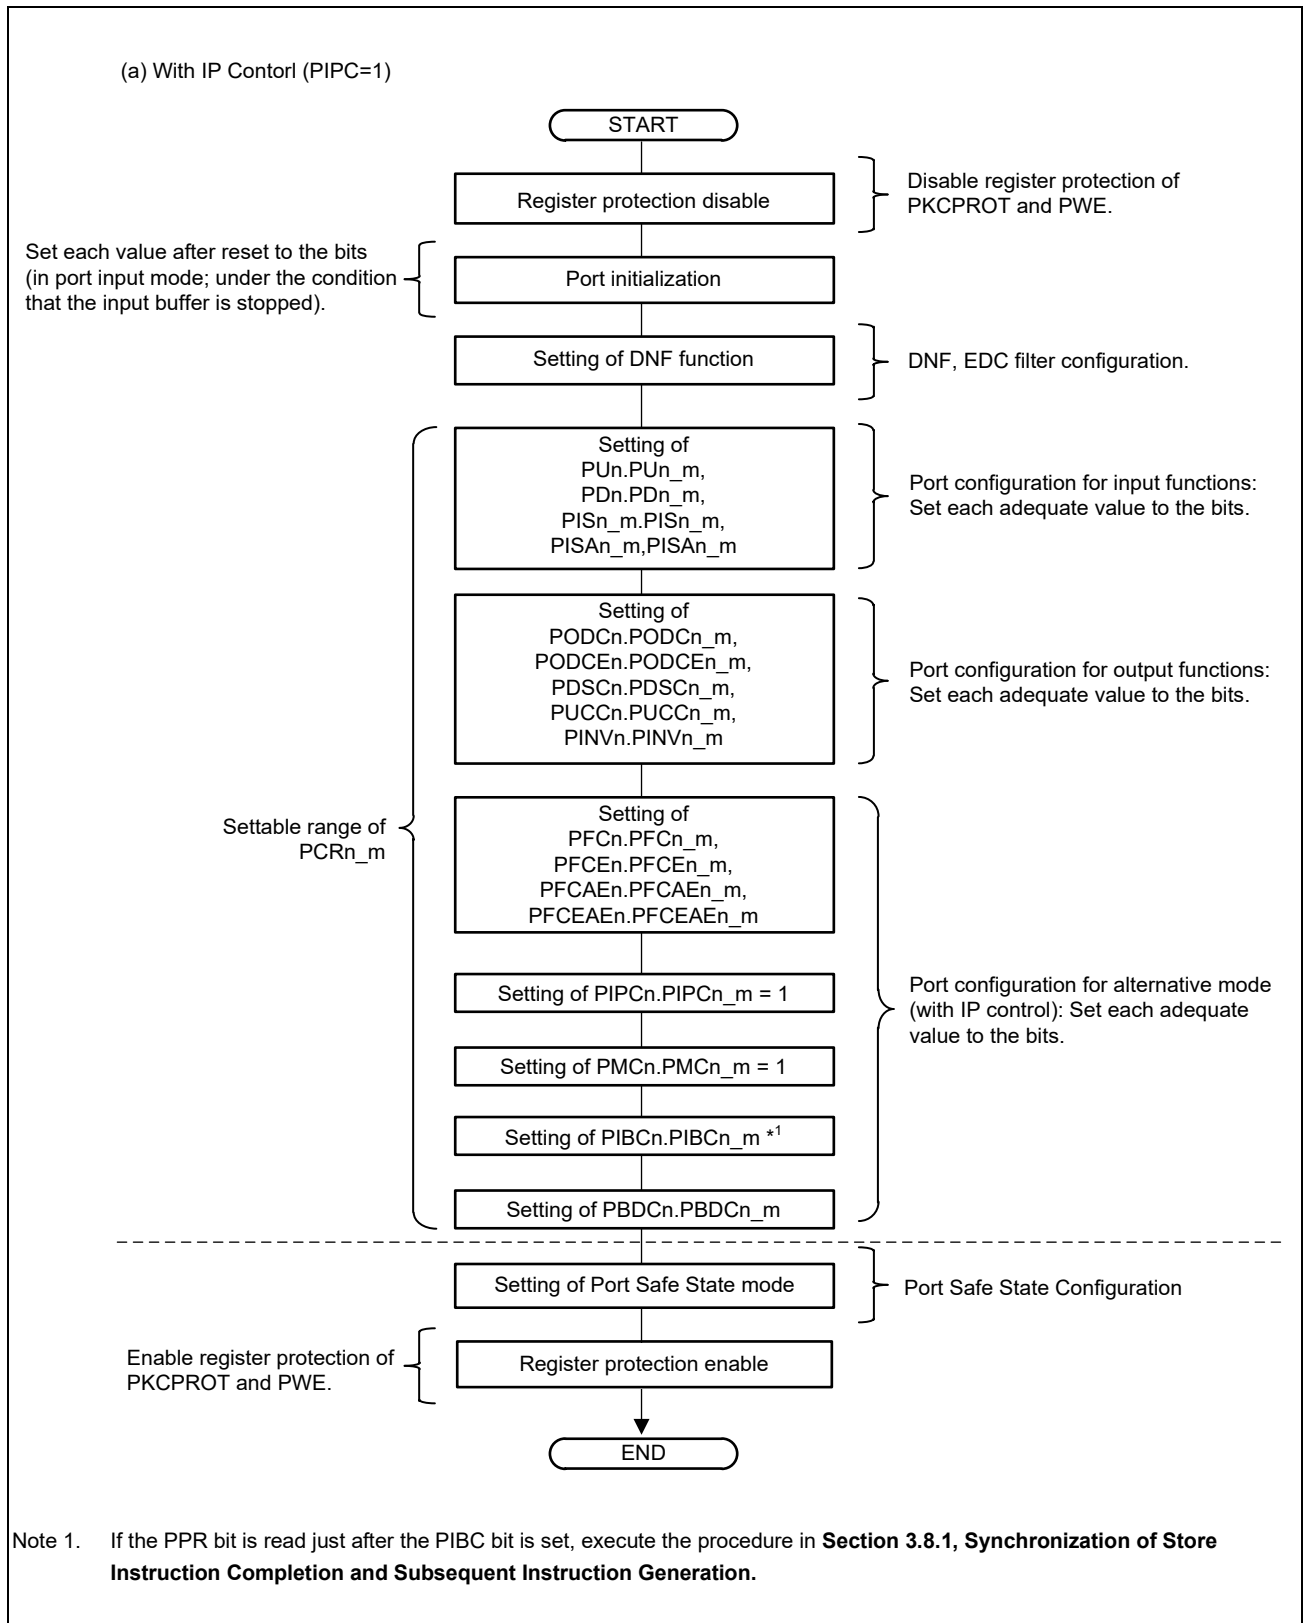 (a) With IP Contorl (PIPC=1)
START
Register protection disable
Disable register protection of
PKCPROT and PWE.
Set each value after reset to the bits
(in port input mode; under the condition
that the input buffer is stopped).
Port initialization
Setting of DNF function
DNF, EDC filter configuration.
Setting of
PUn.PUn_m,
PDn.PDn_m,
PISn_m.PISn_m,
PISAn_m,PISAn_m
Port configuration for input functions:
Set each adequate value to the bits.
Setting of
PODCn.PODCn_m,
PODCEn.PODCEn_m,
PDSCn.PDSCn_m,
PUCCn.PUCCn_m,
PINVn.PINVn_m
Port configuration for output functions:
Set each adequate value to the bits.
Settable range of
PCRn_m
Setting of
PFCn.PFCn_m,
PFCEn.PFCEn_m,
PFCAEn.PFCAEn_m,
PFCEAEn.PFCEAEn_m
Setting of PIPCn.PIPCn_m = 1
Port configuration for alternative mode
(with IP control): Set each adequate
value to the bits.
Setting of PMCn.PMCn_m = 1
Setting of PIBCn.PIBCn_m *1
Setting of PBDCn.PBDCn_m
Setting of Port Safe State mode
Port Safe State Configuration
Enable register protection of
PKCPROT and PWE.
Register protection enable
END
Note 1. If the PPR bit is read just after the PIBC bit is set, execute the procedure in Section 3.8.1, Synchronization of Store
Instruction Completion and Subsequent Instruction Generation.